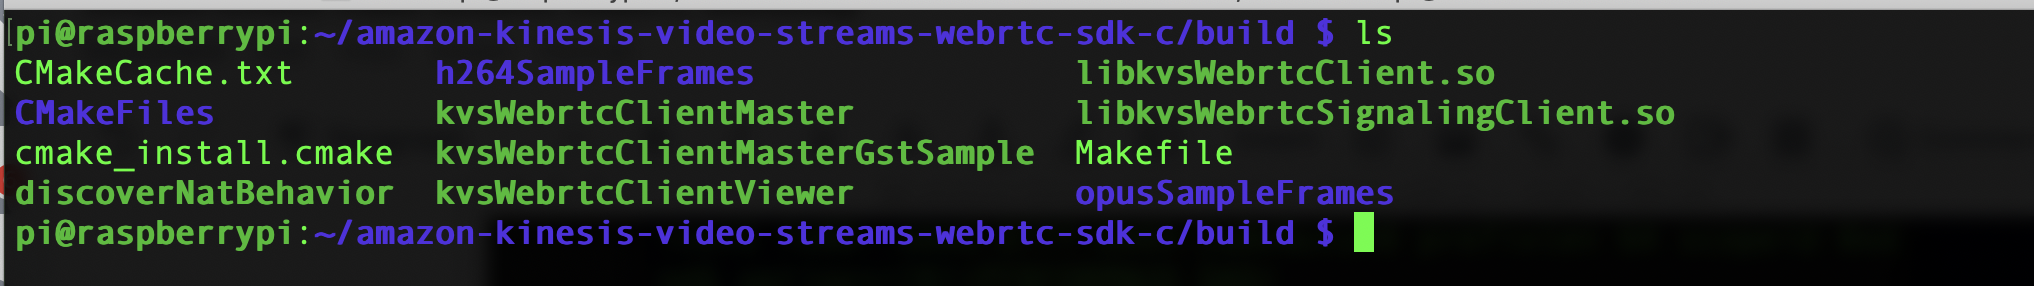 pi@raspberrypi:~/amazon-kinesis-video-streams-webrtc-sdk-c/build $ ls
CMakeCache.txt h264SampleFrames libkvsWebrtcClient.so
CMakeFiles kvsWebrtcClientMaster libkvsWebrtcSignalingClient.so
cmake_install.cmake kvsWebrtcClientMasterGstSample Makefile
discoverNatBehavior kvsWebrtcClientViewer opusSampleFrames
pi@raspberrypi:~/amazon-kinesis-video-streams-webrtc-sdk-c/build $